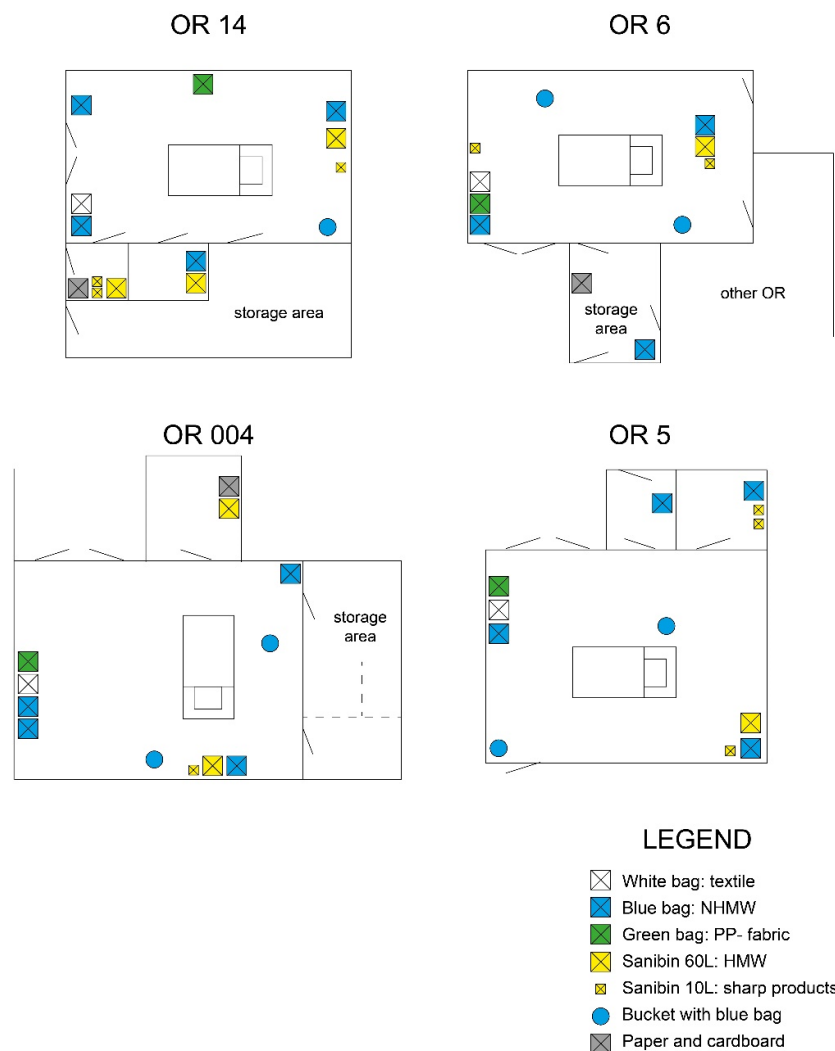 OR 14
OR 6
storage area
storage
area
other OR
OR 004
OR 5
storage
area
LEGEND
White bag: textile
Blue bag: NHMW
Green bag: PP- fabric
Sanibin 60L: HMW
Sanibin 10L: sharp products
Bucket with blue bag
Paper and cardboard